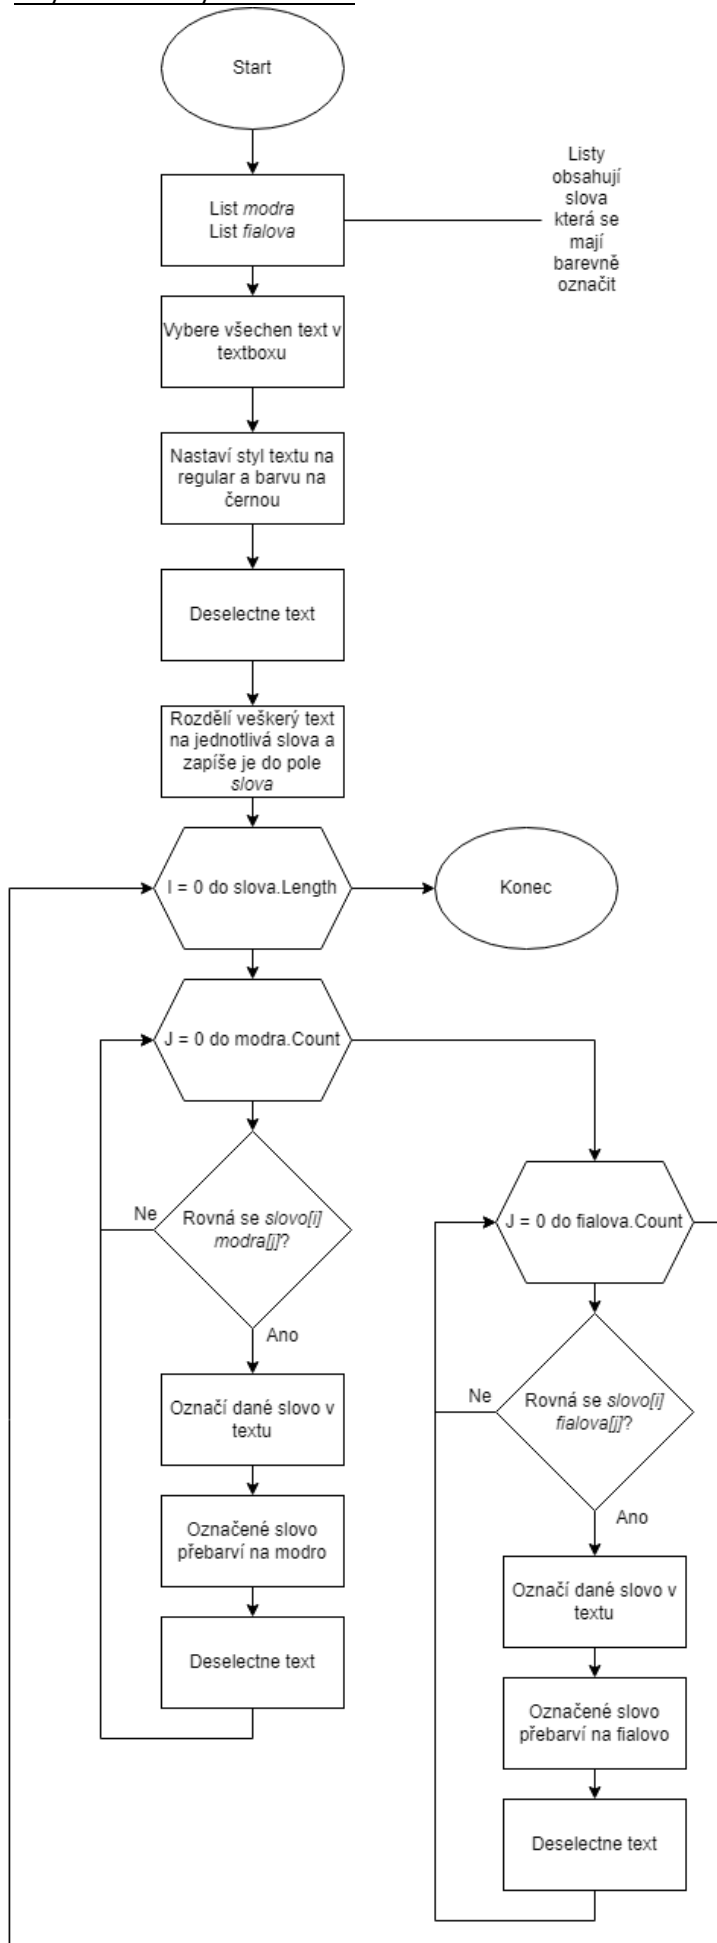 Start
List modra
List fialova
Listy
obsahují
slova
která se
mají
barevně
označit
Vybere všechen text v
textboxu
Nastaví styl textu na
regular a barvu na
černou
Deselectne text
Rozdělí veškerý text
na jednotlivá slova a
zapíše je do pole
slova
I = 0 do slova.Length
Konec
J = 0 do modra.Count
Ne
Rovná se slovo[i]
modra[j]?
Ano
Označí dané slovo v
textu
Označené slovo
přebarví na modro
Deselectne text
J = 0 do fialova.Count
Ne
Rovná se slovo[i]
fialova[j]?
Ano
Označí dané slovo v
textu
Označené slovo
přebarví na fialovo
Deselectne text